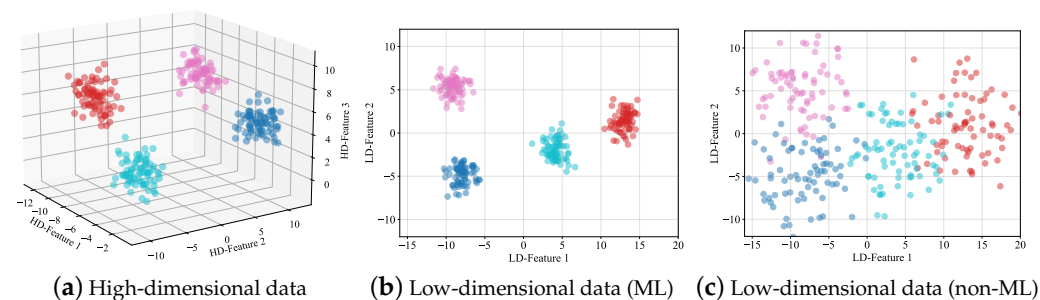 10
8
6
4
2
0
HD-Feature 3
−12
−10
−8
−6
−4
−2
HD-Feature 1
−10
−5
0
5
10
HD-Feature 2
(a) High-dimensional data
10
5
0
−5
−10
LD-Feature 2
−15 −10 −5 0 5 10 15 20
LD-Feature 1
(b) Low-dimensional data (ML)
10
5
0
−5
−10
LD-Feature 2
−15 −10 −5 0 5 10 15 20
LD-Feature 1
(c) Low-dimensional data (non-ML)